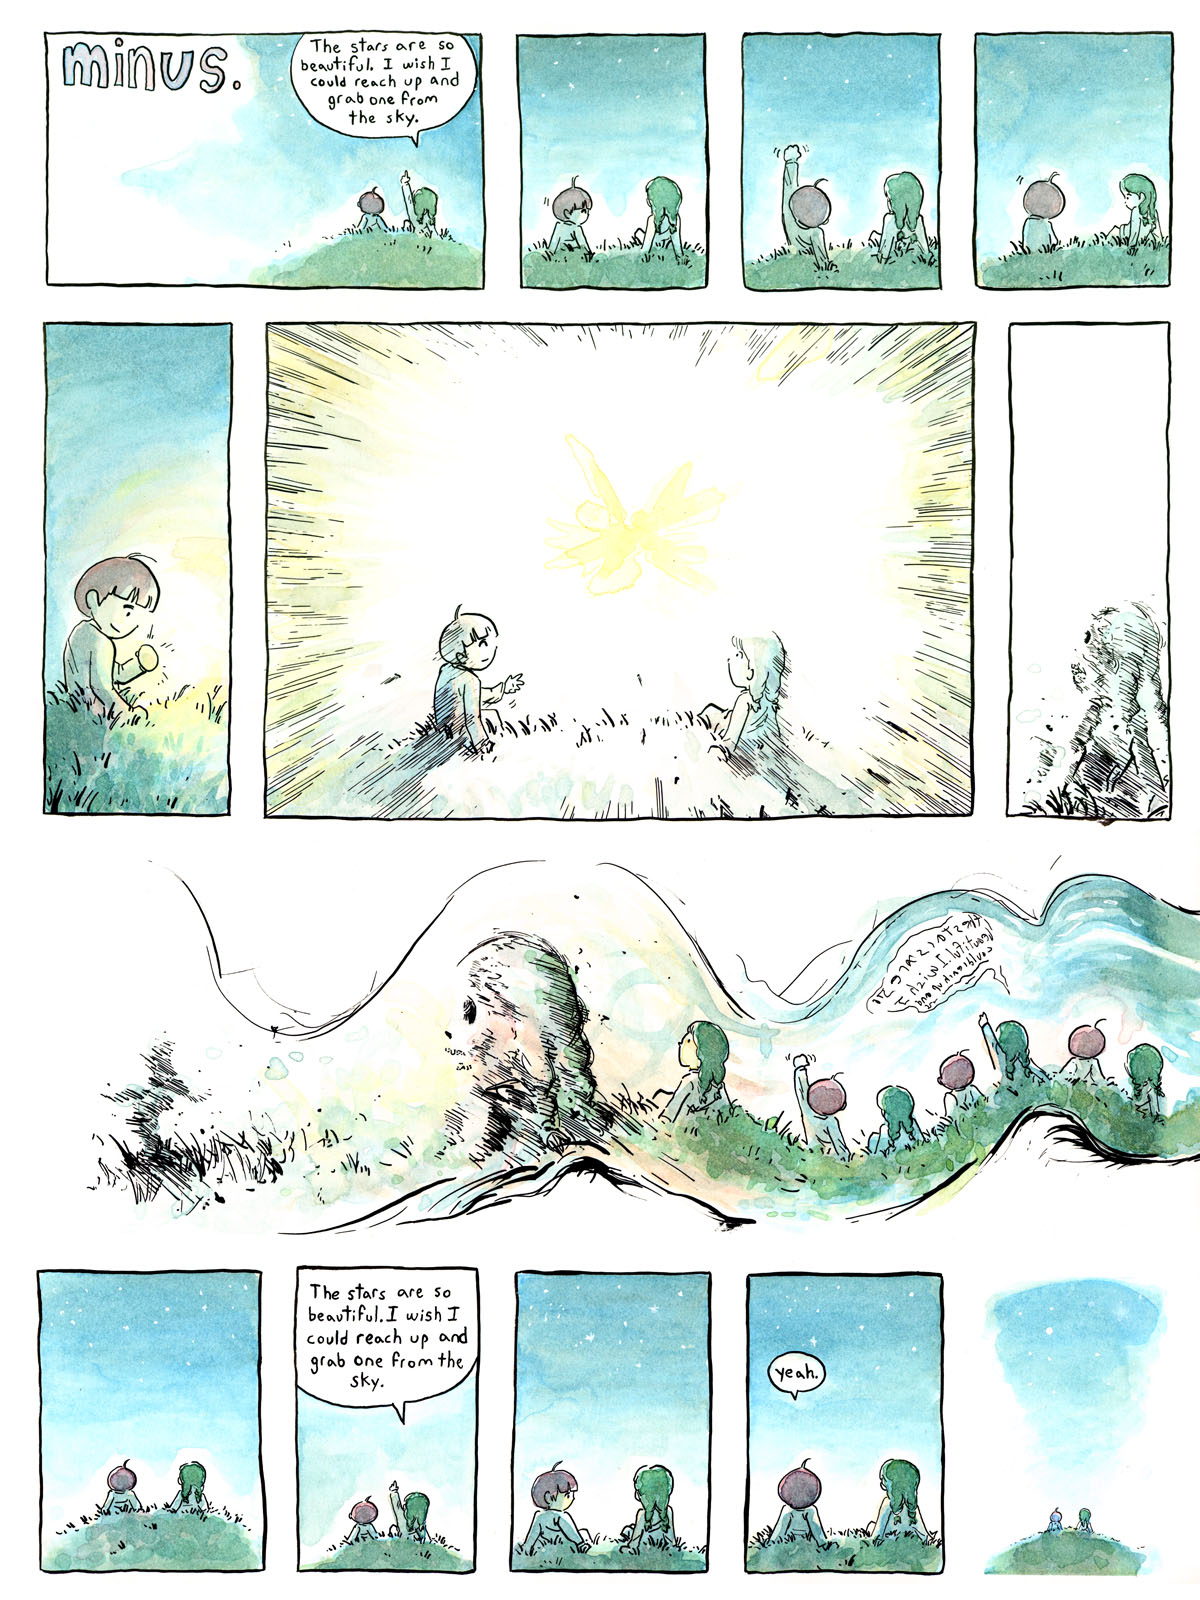 minus.
The stars are so
beautiful. I wish I
could reach up and
grab one from
the sky.
The stars are so
beautiful. I wish I
could reach up and
grab one from the
sky.
yeah.